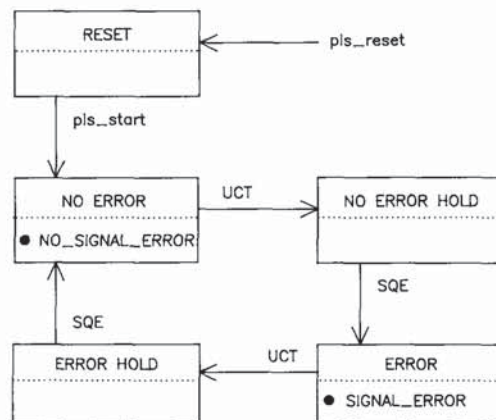 RESET
pls_reset
pls_start
NO ERROR
UCT
NO ERROR HOLD
● NO_SIGNAL_ERROR
SQE
SQE
ERROR HOLD
UCT
ERROR
● SIGNAL_ERROR